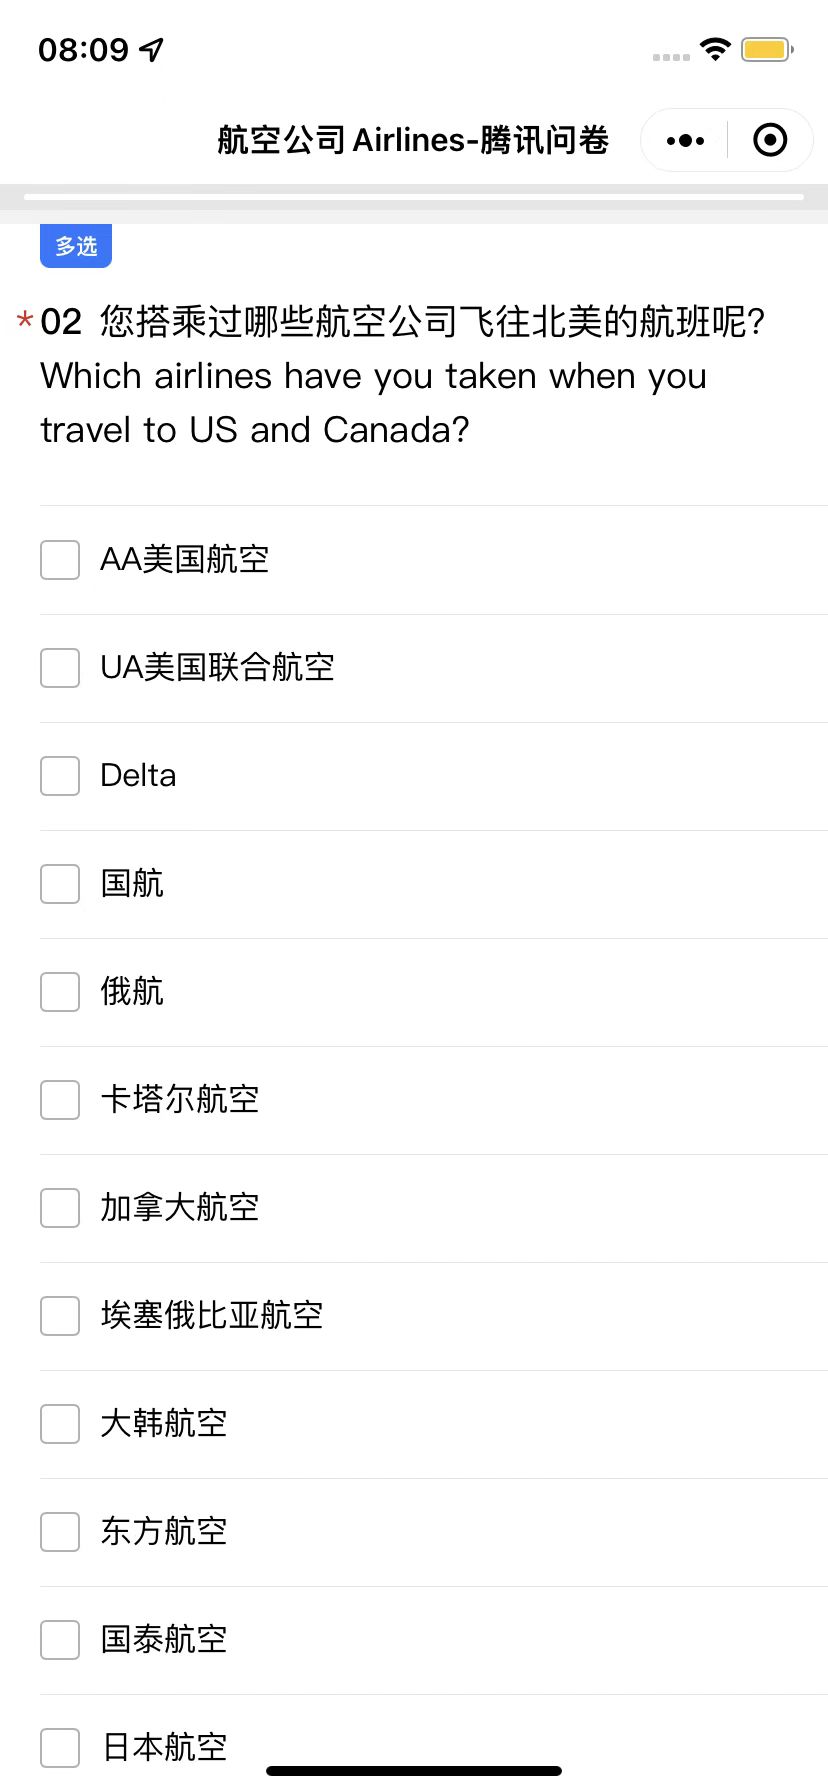 08:09
航空公司 Airlines-腾讯问卷
多选
*02 您搭乘过哪些航空公司飞往北美的航班呢?
Which airlines have you taken when you
travel to US and Canada?
AA美国航空
UA美国联合航空
Delta
国航
俄航
卡塔尔航空
加拿大航空
埃塞俄比亚航空
大韩航空
东方航空
国泰航空
日本航空